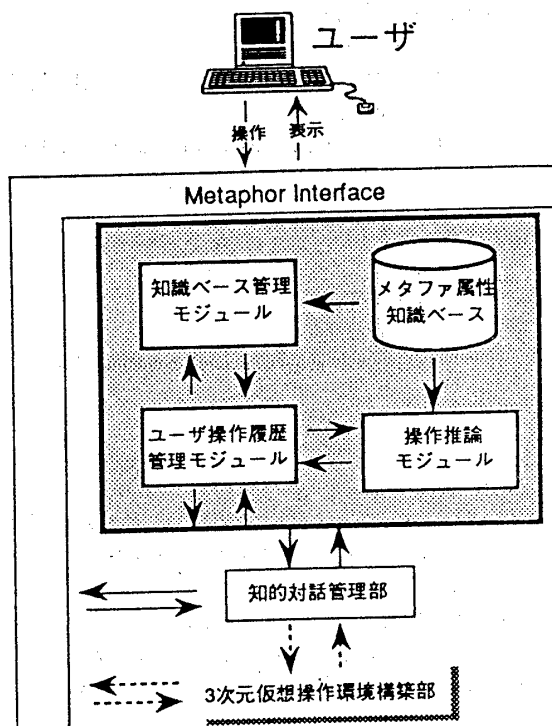 ユーザ
操作
表示
Metaphor Interface
知識ベース管理
モジュール
メタファ属性
知識ベース
ユーザ操作履歴
管理モジュール
操作推論
モジュール
知的対話管理部
3次元仮想操作環境構築部